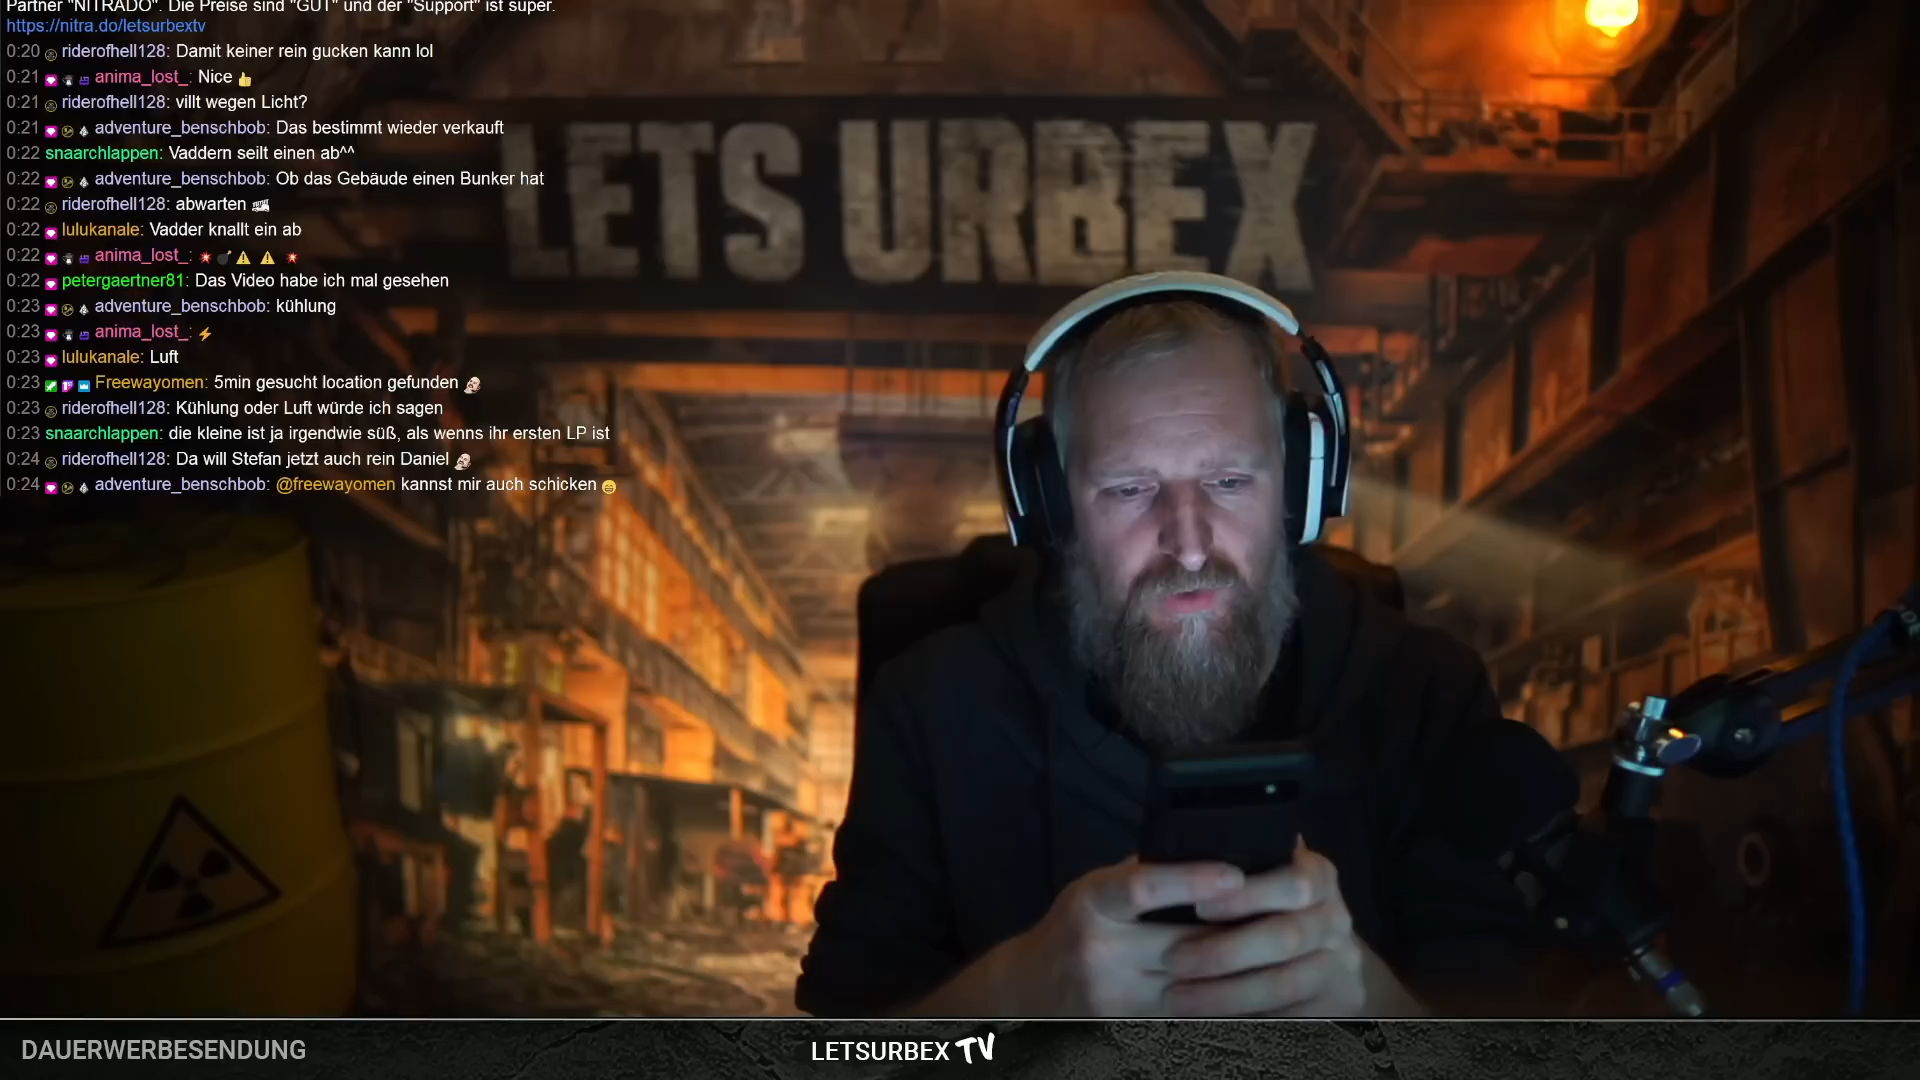 Partner "NITRADO". Die Preise sind "GUT" und der "Support" ist super.
https://nitra.do/letsurbextv
0:20 riderofhell128: Damit keiner rein gucken kann lol
0:21 anima_lost_: Nice 👍
0:21 riderofhell128: villt wegen Licht?
0:21 adventure_benschbob: Das bestimmt wieder verkauft
0:22 snaarchlappen: Vaddern seilt einen ab^^
0:22 adventure_benschbob: Ob das Gebäude einen Bunker hat
0:22 riderofhell128: abwarten
0:22 lulukanale: Vadder knallt ein ab
0:22 anima_lost_: 💥 💣 ⚠️ ⚠️ 💥
0:22 petergaertner81: Das Video habe ich mal gesehen
0:23 adventure_benschbob: kühlung
0:23 anima_lost_: ⚡
0:23 lulukanale: Luft
0:23 Freewayomen: 5min gesucht location gefunden
0:23 riderofhell128: Kühlung oder Luft würde ich sagen
0:23 snaarchlappen: die kleine ist ja irgendwie süß, als wenns ihr ersten LP ist
0:24 riderofhell128: Da will Stefan jetzt auch rein Daniel
0:24 adventure_benschbob: @freewayomen kannst mir auch schicken 😁
LETS URBEX
DAUERWERBESENDUNG
LETSURBEX TV